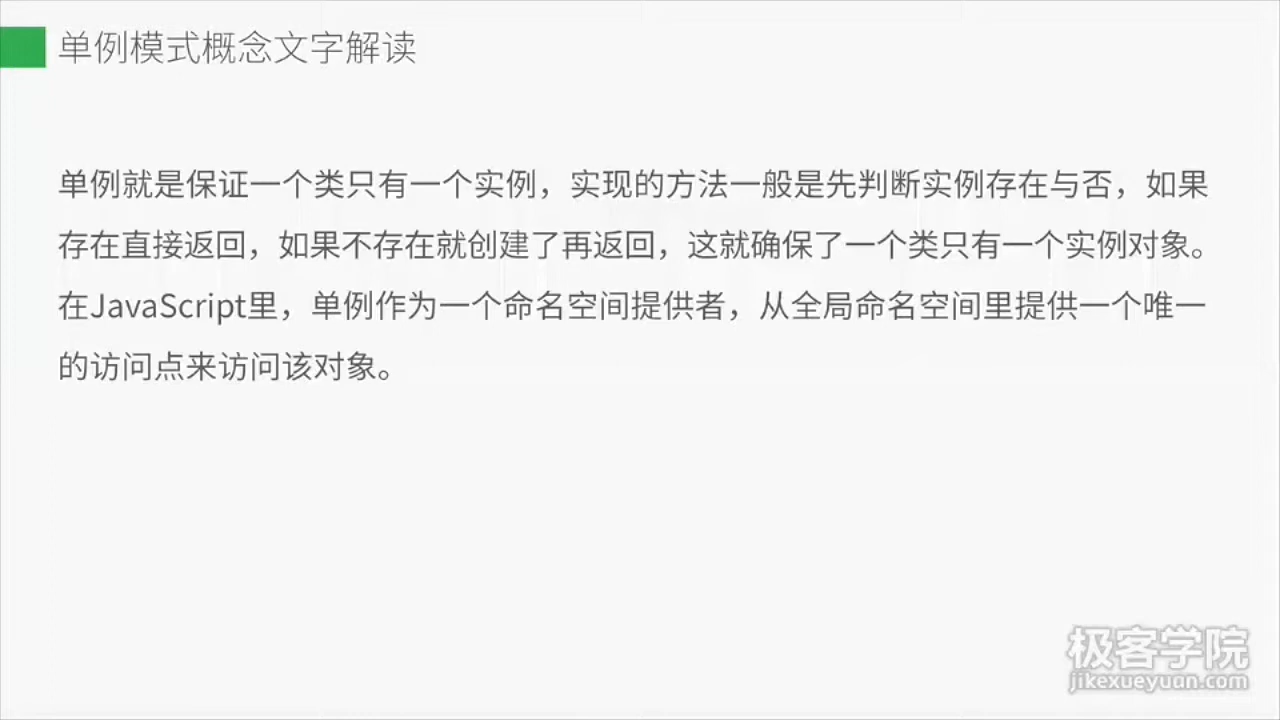 单例模式概念文字解读
单例就是保证一个类只有一个实例，实现的方法一般是先判断实例存在与否，如果
存在直接返回，如果不存在就创建了再返回，这就确保了一个类只有一个实例对象。
在JavaScript里，单例作为一个命名空间提供者，从全局命名空间里提供一个唯一
的访问点来访问该对象。
极客学院
jikexueyuan.com